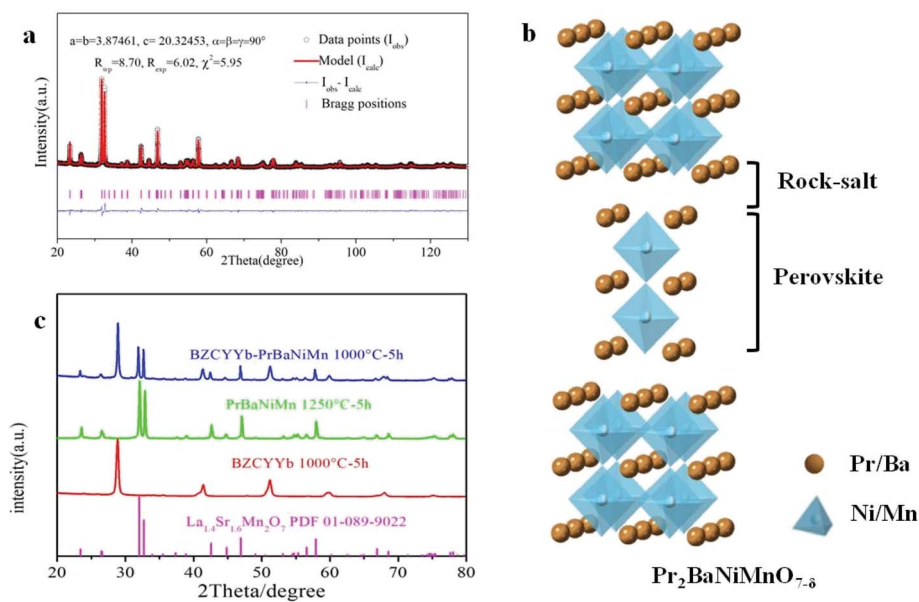 a
a=b=3.87461, c= 20.32453, α=β=γ=90°
R_wp=8.70, R_exp=6.02, χ²=5.95
Data points (I_obs)
Model (I_calc)
I_obs- I_calc
Bragg positions
Intensity(a.u.)
20 40 60 80 100 120
2Theta(degree)
b
Rock-salt
Perovskite
Pr/Ba
Ni/Mn
Pr₂BaNiMnO₇₋δ
c
BZCYYb-PrBaNiMn 1000°C-5h
PrBaNiMn 1250°C-5h
BZCYYb 1000°C-5h
La₁.₄Sr₁.₆Mn₂O₇ PDF 01-089-9022
intensity(a.u.)
20 30 40 50 60 70 80
2Theta/degree